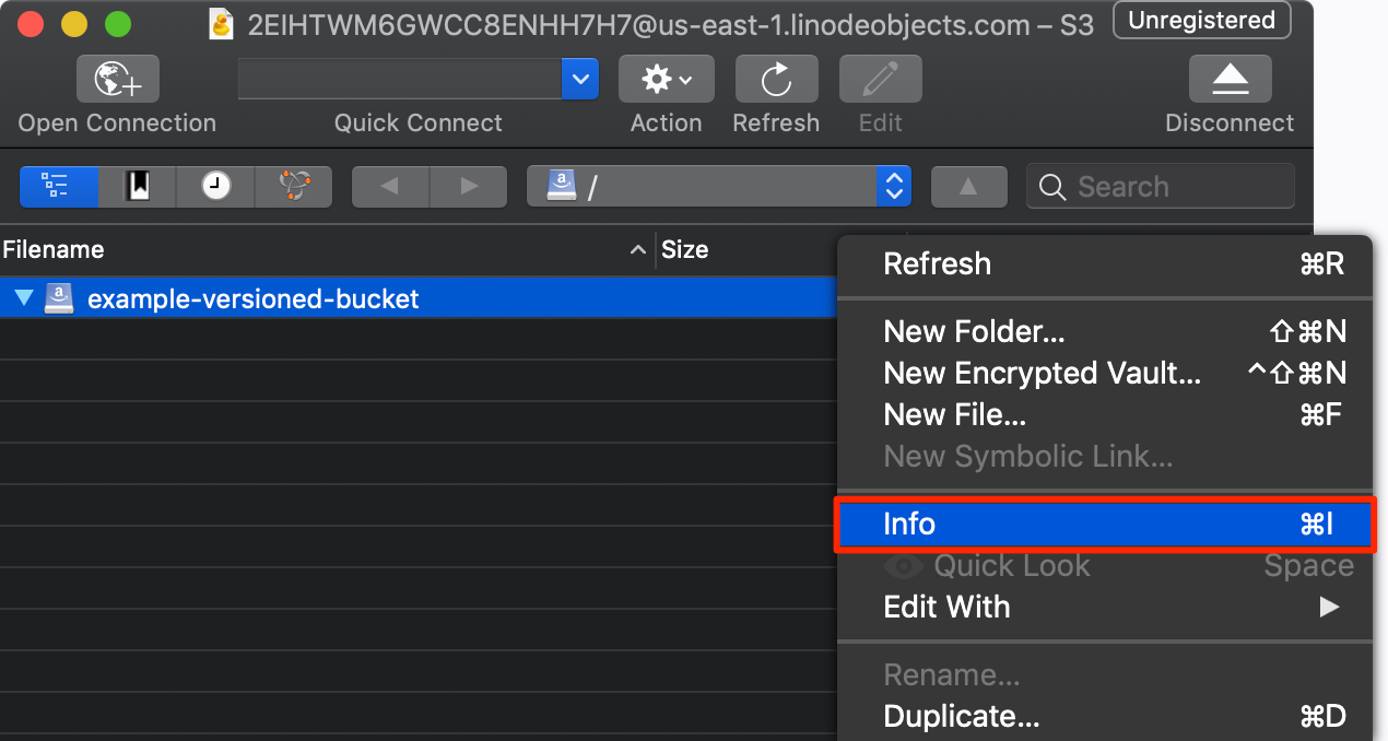 2EIHTWM6GWCC8ENHH7H7@us-east-1.linodeobjects.com – S3
Unregistered
Open Connection
Quick Connect
Action
Refresh
Edit
Disconnect
a /
Search
Filename
Size
a example-versioned-bucket
Refresh ⌘R
New Folder... ⇧⌘N
New Encrypted Vault... ^⇧⌘N
New File... ⌘F
New Symbolic Link...
Info ⌘I
Quick Look Space
Edit With ▶
Rename...
Duplicate... ⌘D